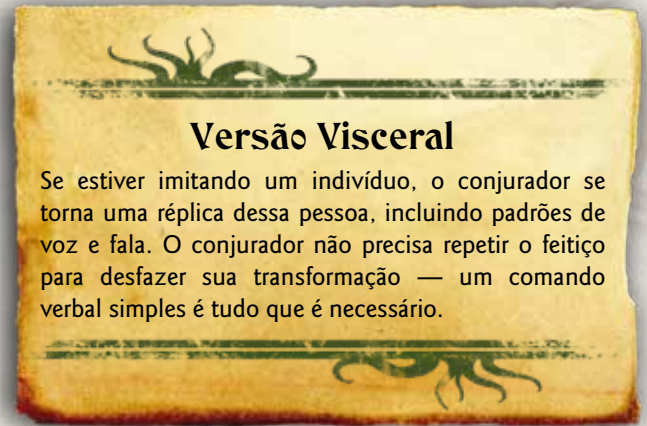 Versão Visceral
Se estiver imitando um indivíduo, o conjurador se
torna uma réplica dessa pessoa, incluindo padrões de
voz e fala. O conjurador não precisa repetir o feitiço
para desfazer sua transformação — um comando
verbal simples é tudo que é necessário.